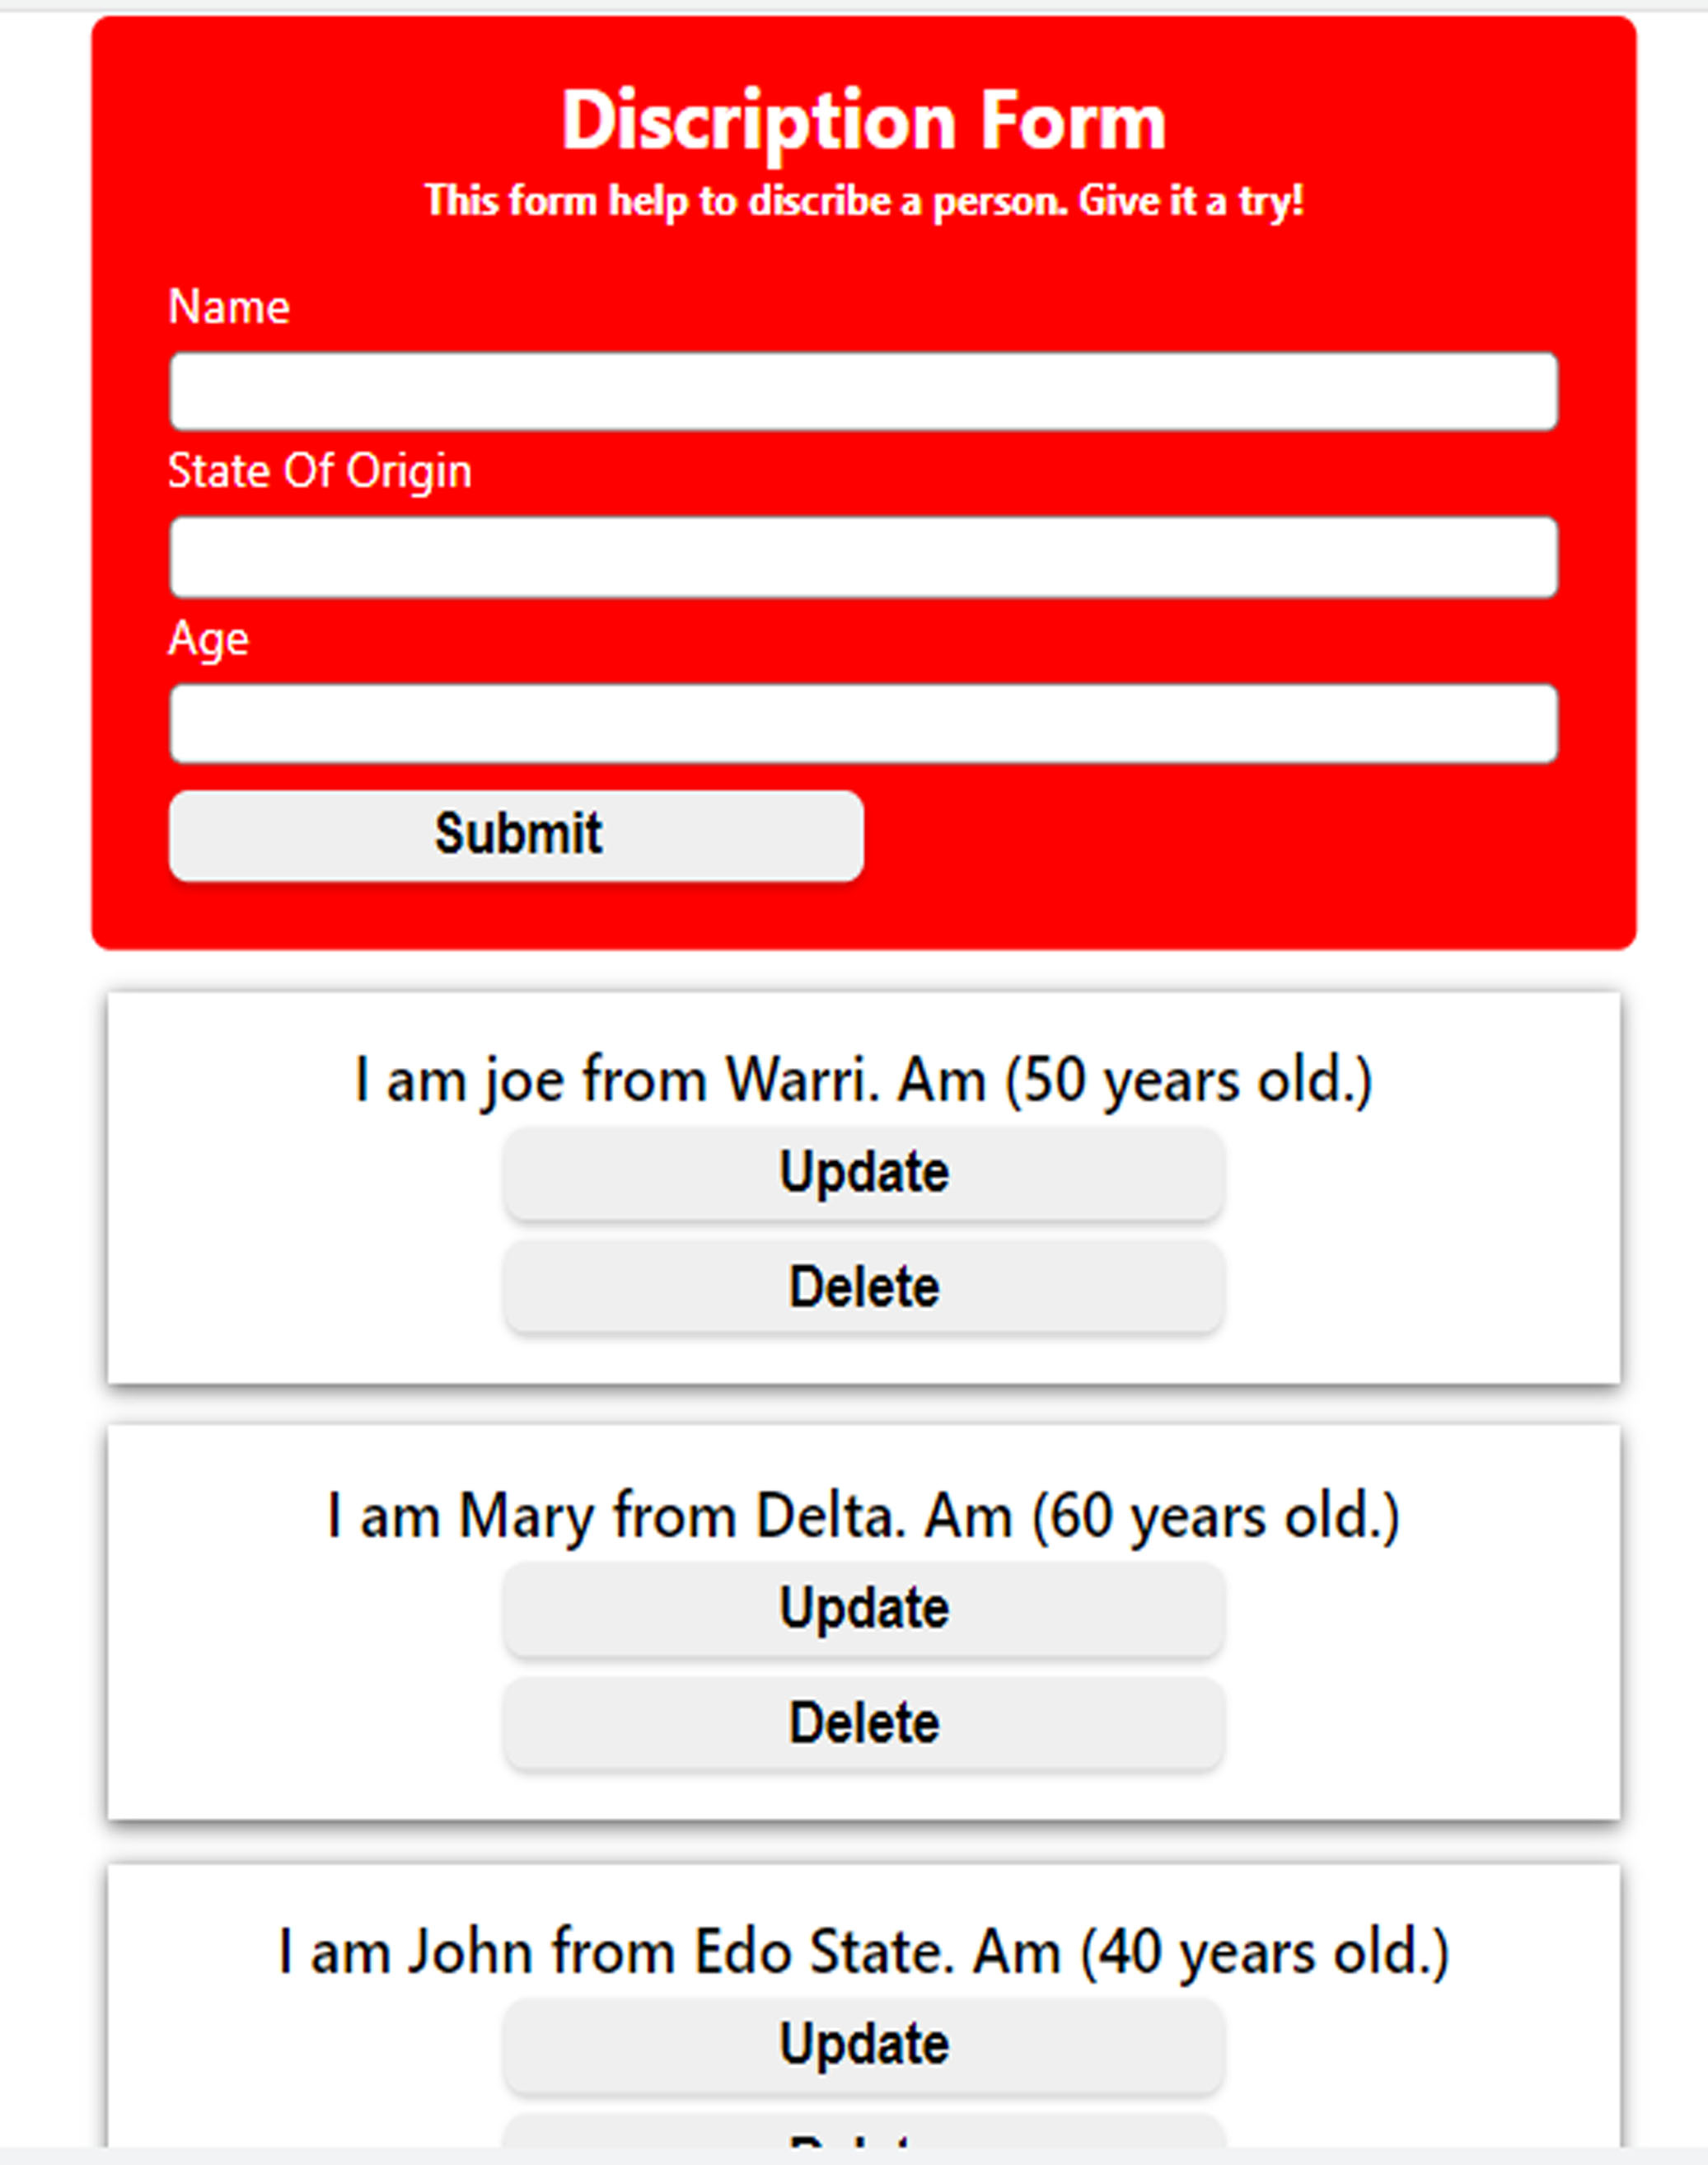 Discription Form
This form help to discribe a person. Give it a try!
Name
State Of Origin
Age
Submit
I am joe from Warri. Am (50 years old.)
Update
Delete
I am Mary from Delta. Am (60 years old.)
Update
Delete
I am John from Edo State. Am (40 years old.)
Update